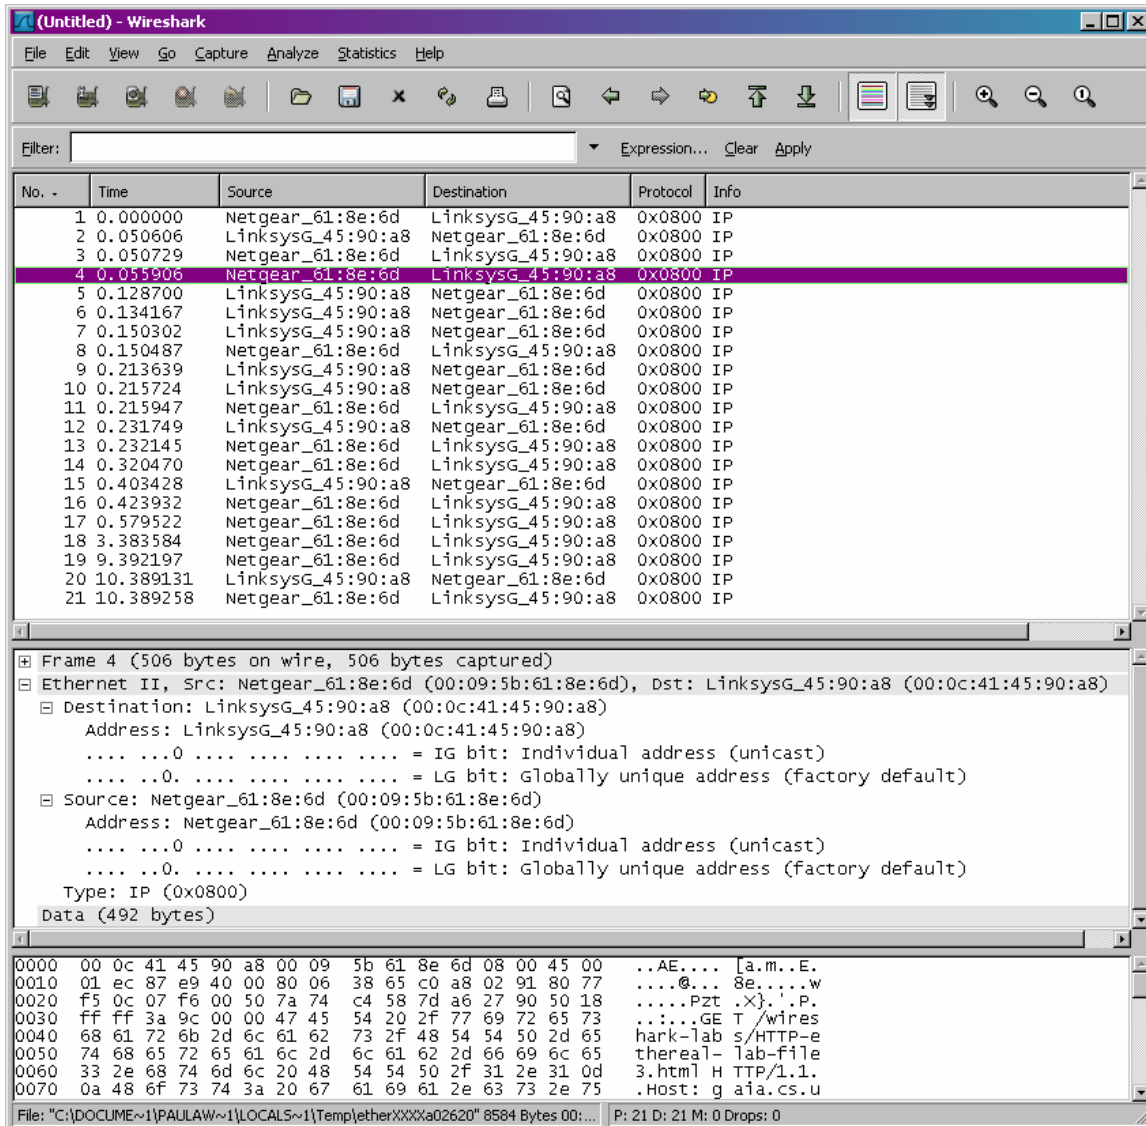 (Untitled) - Wireshark
File Edit View Go Capture Analyze Statistics Help
Filter: Expression... Clear Apply
No. Time Source Destination Protocol Info
1 0.000000 Netgear_61:8e:6d LinksysG_45:90:a8 0x0800 IP
2 0.050606 LinksysG_45:90:a8 Netgear_61:8e:6d 0x0800 IP
3 0.050729 Netgear_61:8e:6d LinksysG_45:90:a8 0x0800 IP
4 0.055906 Netgear_61:8e:6d LinksysG_45:90:a8 0x0800 IP
5 0.128700 LinksysG_45:90:a8 Netgear_61:8e:6d 0x0800 IP
6 0.134167 LinksysG_45:90:a8 Netgear_61:8e:6d 0x0800 IP
7 0.150302 LinksysG_45:90:a8 Netgear_61:8e:6d 0x0800 IP
8 0.150487 Netgear_61:8e:6d LinksysG_45:90:a8 0x0800 IP
9 0.213639 LinksysG_45:90:a8 Netgear_61:8e:6d 0x0800 IP
10 0.215724 LinksysG_45:90:a8 Netgear_61:8e:6d 0x0800 IP
11 0.215947 Netgear_61:8e:6d LinksysG_45:90:a8 0x0800 IP
12 0.231749 LinksysG_45:90:a8 Netgear_61:8e:6d 0x0800 IP
13 0.232145 Netgear_61:8e:6d LinksysG_45:90:a8 0x0800 IP
14 0.320470 Netgear_61:8e:6d LinksysG_45:90:a8 0x0800 IP
15 0.403428 LinksysG_45:90:a8 Netgear_61:8e:6d 0x0800 IP
16 0.423932 Netgear_61:8e:6d LinksysG_45:90:a8 0x0800 IP
17 0.579522 Netgear_61:8e:6d LinksysG_45:90:a8 0x0800 IP
18 3.383584 Netgear_61:8e:6d LinksysG_45:90:a8 0x0800 IP
19 9.392197 Netgear_61:8e:6d LinksysG_45:90:a8 0x0800 IP
20 10.389131 LinksysG_45:90:a8 Netgear_61:8e:6d 0x0800 IP
21 10.389258 Netgear_61:8e:6d LinksysG_45:90:a8 0x0800 IP
Frame 4 (506 bytes on wire, 506 bytes captured)
Ethernet II, Src: Netgear_61:8e:6d (00:09:5b:61:8e:6d), Dst: LinksysG_45:90:a8 (00:0c:41:45:90:a8)
Destination: LinksysG_45:90:a8 (00:0c:41:45:90:a8)
Address: LinksysG_45:90:a8 (00:0c:41:45:90:a8)
.... ...0 .... .... .... .... = IG bit: Individual address (unicast)
.... ..0. .... .... .... .... = LG bit: Globally unique address (factory default)
Source: Netgear_61:8e:6d (00:09:5b:61:8e:6d)
Address: Netgear_61:8e:6d (00:09:5b:61:8e:6d)
.... ...0 .... .... .... .... = IG bit: Individual address (unicast)
.... ..0. .... .... .... .... = LG bit: Globally unique address (factory default)
Type: IP (0x0800)
Data (492 bytes)
0000 00 0c 41 45 90 a8 00 09 5b 61 8e 6d 08 00 45 00 ..AE.... [a.m..E.
0010 01 ec 87 e9 40 00 80 06 38 65 c0 a8 02 91 80 77 ....@... 8e.....w
0020 f5 0c 07 f6 00 50 7a 74 c4 58 7d a6 27 90 50 18 .....Pzt .X}.'.P.
0030 ff ff 3a 9c 00 00 47 45 54 20 2f 77 69 72 65 73 ..:...GE T /wires
0040 68 61 72 6b 2d 6c 61 62 73 2f 48 54 54 50 2d 65 hark-lab s/HTTP-e
0050 74 68 65 72 65 61 6c 2d 6c 61 62 2d 66 69 6c 65 thereal- lab-file
0060 33 2e 68 74 6d 6c 20 48 54 54 50 2f 31 2e 31 0d 3.html H TTP/1.1.
0070 0a 48 6f 73 74 3a 20 67 61 69 61 2e 63 73 2e 75 .Host: g aia.cs.u
File: "C:\DOCUME~1\PAULAW~1\LOCALS~1\Temp\etherXXXXa02620" 8584 Bytes 00:... P: 21 D: 21 M: 0 Drops: 0